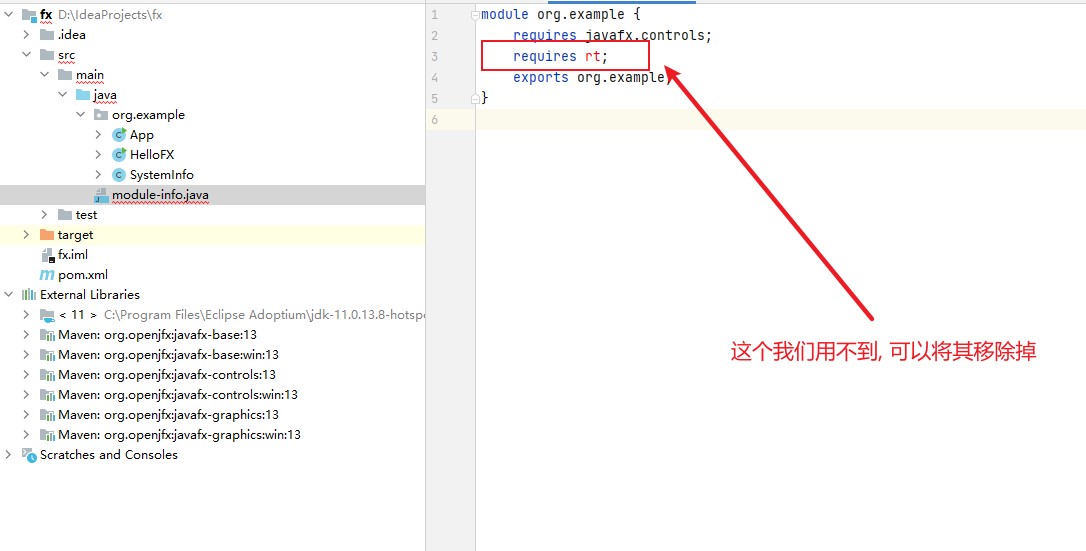 fx D:\IdeaProjects\fx
.idea
src
main
java
org.example
App
HelloFX
SystemInfo
module-info.java
test
target
fx.iml
pom.xml
External Libraries
< 11 > C:\Program Files\Eclipse Adoptium\jdk-11.0.13.8-hotspo
Maven: org.openjfx:javafx-base:13
Maven: org.openjfx:javafx-base:win:13
Maven: org.openjfx:javafx-controls:13
Maven: org.openjfx:javafx-controls:win:13
Maven: org.openjfx:javafx-graphics:13
Maven: org.openjfx:javafx-graphics:win:13
Scratches and Consoles
1 module org.example {
2 requires javafx.controls;
3 requires rt;
4 exports org.example;
5 }
6
这个我们用不到, 可以将其移除掉